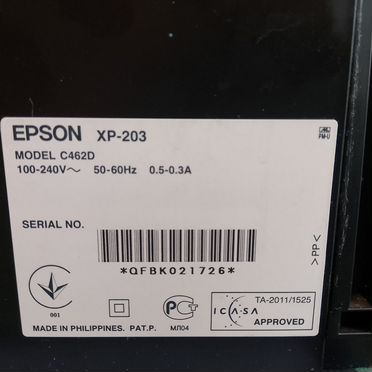 EPSON XP-203
MODEL C462D
100-240V～ 50-60Hz 0.5-0.3A
SERIAL NO.
*QFBK021726*
>PP<
001
МЛ04
ICASA
TA-2011/1525
APPROVED
MADE IN PHILIPPINES. PAT.P.